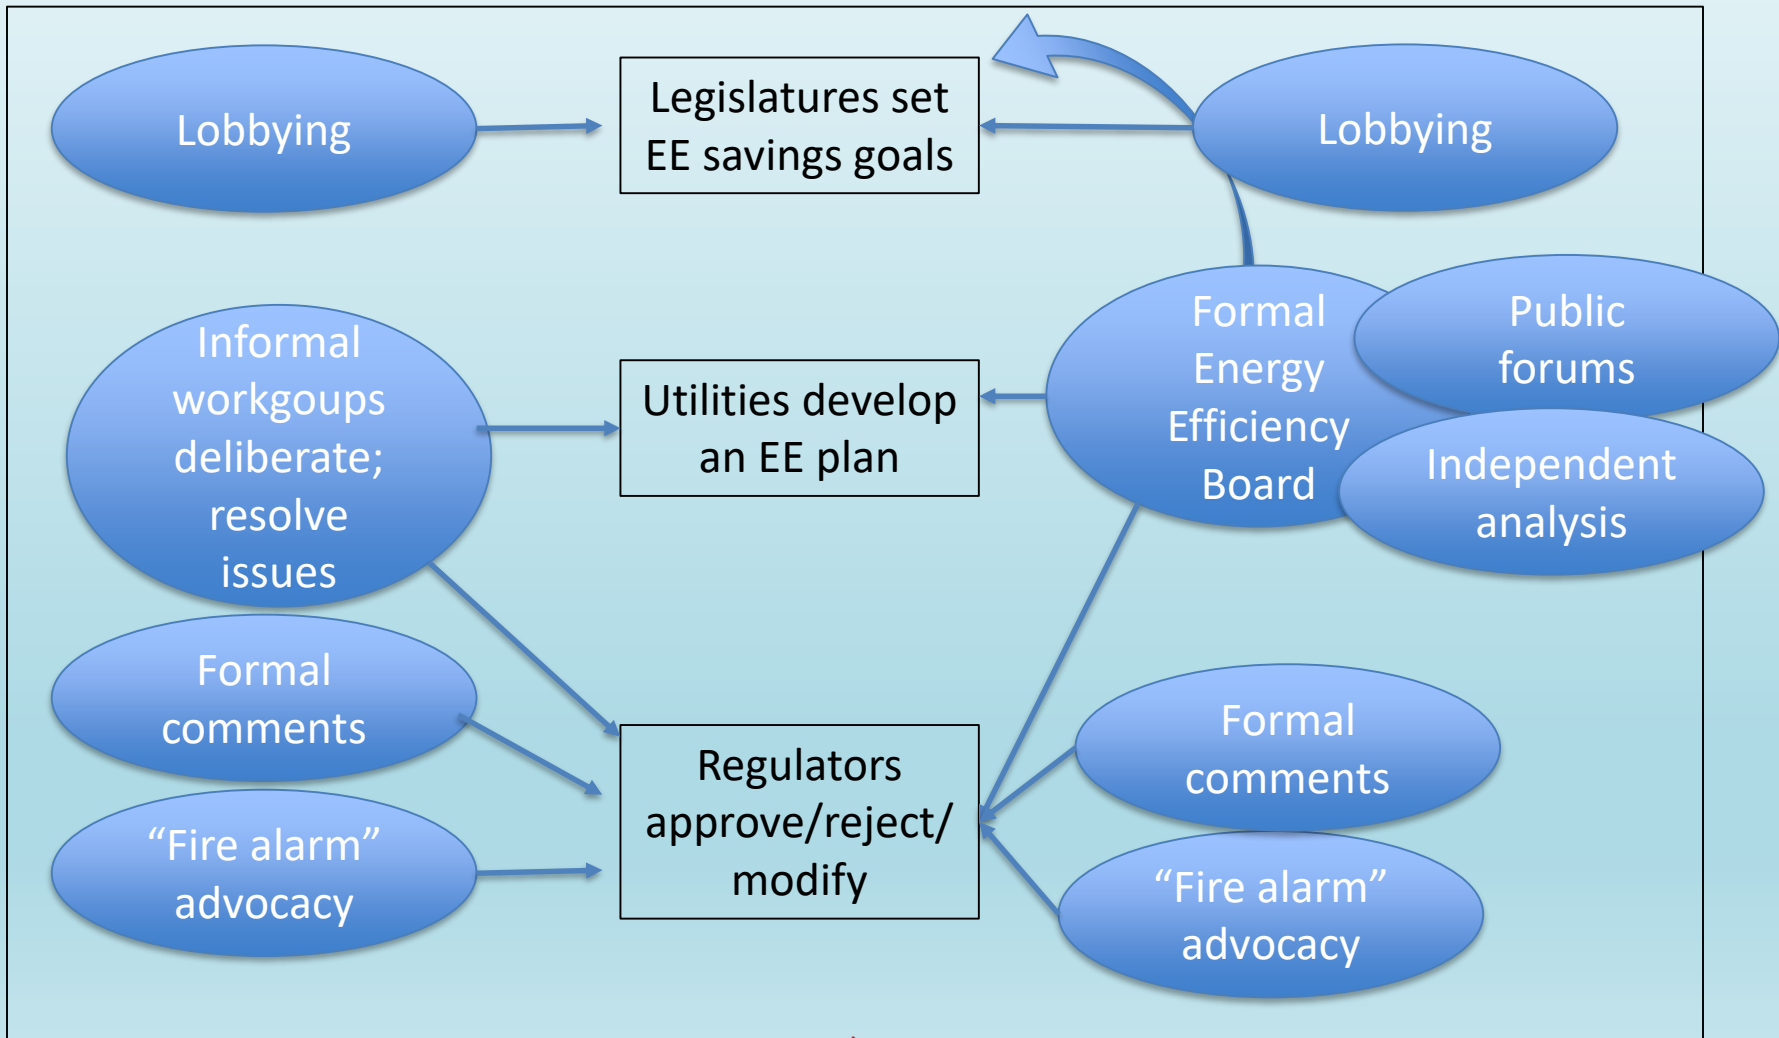 Lobbying
Legislatures set
EE savings goals
Lobbying
Informal
workgoups
deliberate;
resolve
issues
Utilities develop
an EE plan
Formal
Energy
Efficiency
Board
Public
forums
Independent
analysis
Formal
comments
“Fire alarm”
advocacy
Regulators
approve/reject/
modify
Formal
comments
“Fire alarm”
advocacy